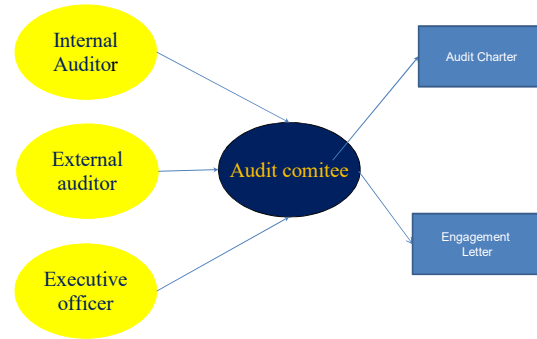 Internal
Auditor
Audit Charter
External
auditor
Audit comitee
Engagement
Letter
Executive
officer